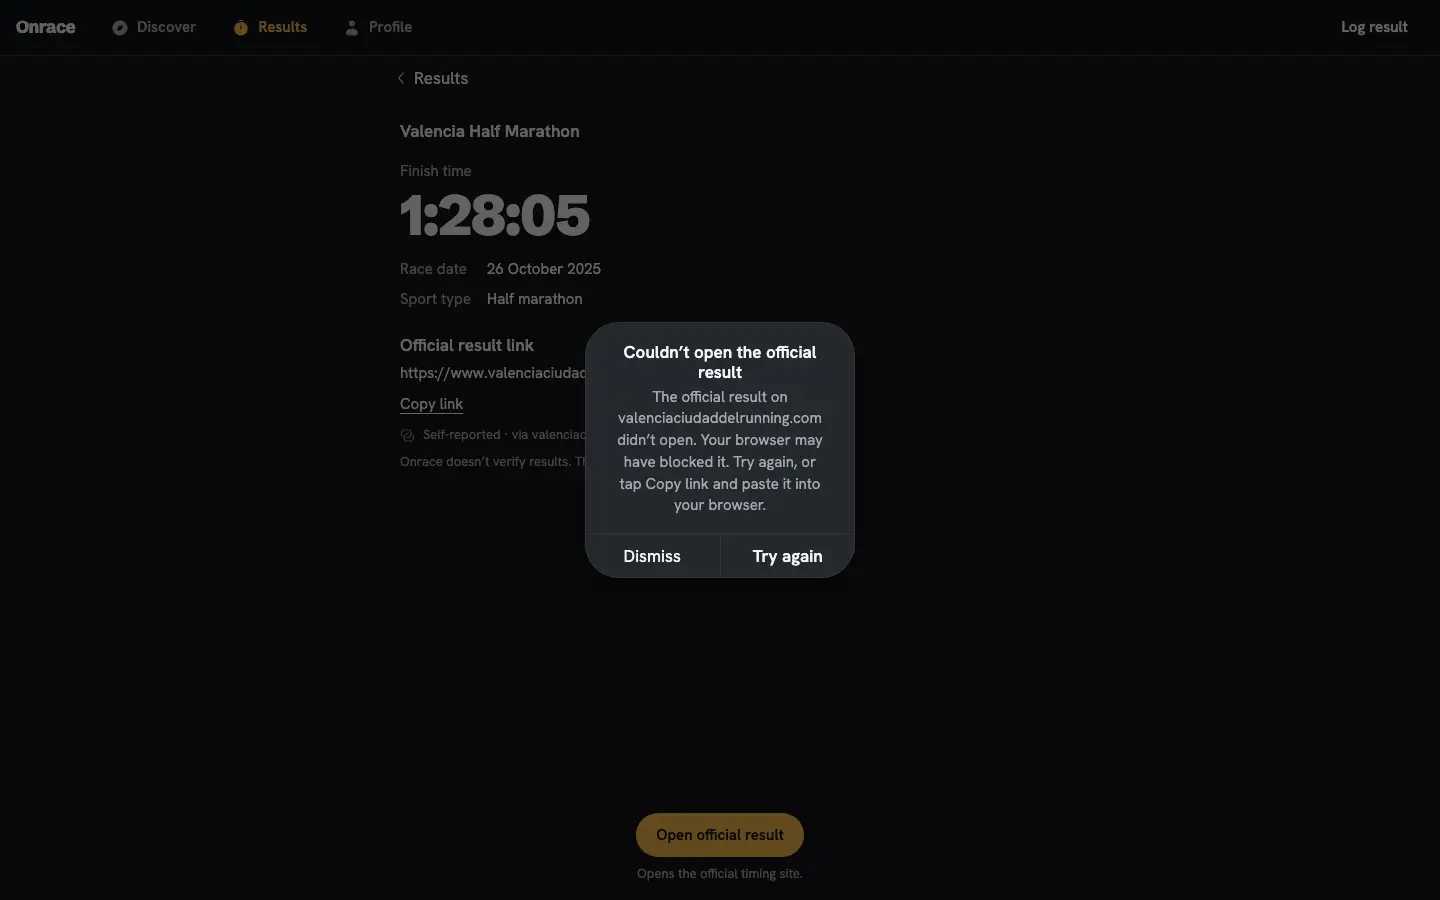 Onrace
Discover
Results
Profile
Log result
Results
Valencia Half Marathon
Finish time
1:28:05
Race date 26 October 2025
Sport type Half marathon
Official result link
https://www.valenciaciudad
Copy link
Self-reported · via valenciac
Onrace doesn’t verify results.
Couldn’t open the official
result
The official result on
valenciaciudaddelrunning.com
didn’t open. Your browser may
have blocked it. Try again, or
tap Copy link and paste it into
your browser.
Dismiss
Try again
Open official result
Opens the official timing site.